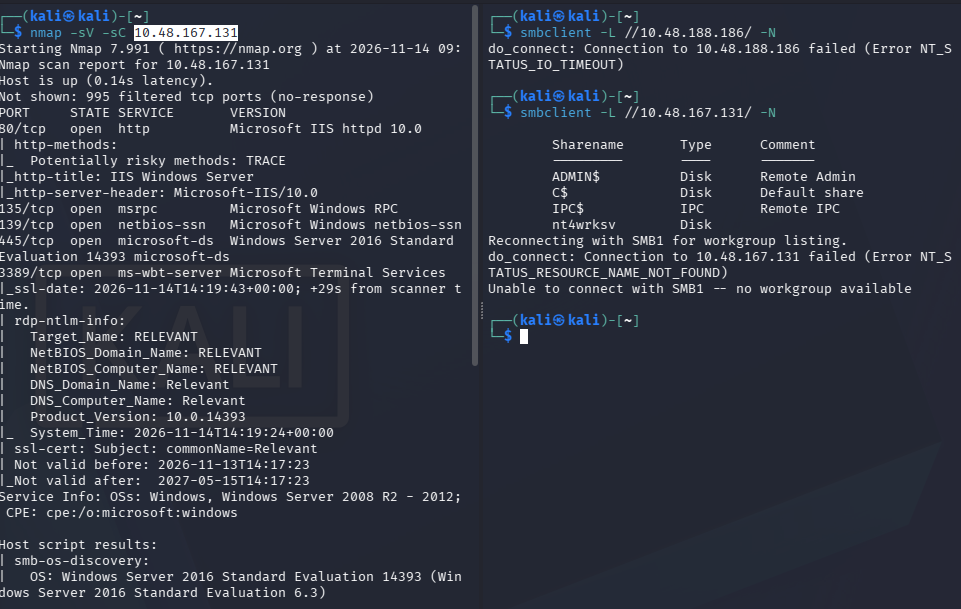 ┌──(kali㉿kali)-[~]
└─$ nmap -sV -sC 10.48.167.131
Starting Nmap 7.991 ( https://nmap.org ) at 2026-11-14 09:
Nmap scan report for 10.48.167.131
Host is up (0.14s latency).
Not shown: 995 filtered tcp ports (no-response)
PORT     STATE SERVICE       VERSION
80/tcp   open  http          Microsoft IIS httpd 10.0
| http-methods:
|_  Potentially risky methods: TRACE
|_http-title: IIS Windows Server
|_http-server-header: Microsoft-IIS/10.0
135/tcp  open  msrpc         Microsoft Windows RPC
139/tcp  open  netbios-ssn   Microsoft Windows netbios-ssn
445/tcp  open  microsoft-ds  Windows Server 2016 Standard
Evaluation 14393 microsoft-ds
3389/tcp open  ms-wbt-server Microsoft Terminal Services
|_ssl-date: 2026-11-14T14:19:43+00:00; +29s from scanner t
ime.
| rdp-ntlm-info:
|   Target_Name: RELEVANT
|   NetBIOS_Domain_Name: RELEVANT
|   NetBIOS_Computer_Name: RELEVANT
|   DNS_Domain_Name: Relevant
|   DNS_Computer_Name: Relevant
|   Product_Version: 10.0.14393
|_  System_Time: 2026-11-14T14:19:24+00:00
| ssl-cert: Subject: commonName=Relevant
| Not valid before: 2026-11-13T14:17:23
|_Not valid after:  2027-05-15T14:17:23
Service Info: OSs: Windows, Windows Server 2008 R2 - 2012;
 CPE: cpe:/o:microsoft:windows

Host script results:
| smb-os-discovery:
|   OS: Windows Server 2016 Standard Evaluation 14393 (Win
dows Server 2016 Standard Evaluation 6.3)
┌──(kali㉿kali)-[~]
└─$ smbclient -L //10.48.188.186/ -N
do_connect: Connection to 10.48.188.186 failed (Error NT_S
TATUS_IO_TIMEOUT)

┌──(kali㉿kali)-[~]
└─$ smbclient -L //10.48.167.131/ -N

        Sharename       Type      Comment
        ---------       ----      -------
        ADMIN$          Disk      Remote Admin
        C$              Disk      Default share
        IPC$            IPC       Remote IPC
        nt4wrksv        Disk
Reconnecting with SMB1 for workgroup listing.
do_connect: Connection to 10.48.167.131 failed (Error NT_S
TATUS_RESOURCE_NAME_NOT_FOUND)
Unable to connect with SMB1 -- no workgroup available

┌──(kali㉿kali)-[~]
└─$
KALI